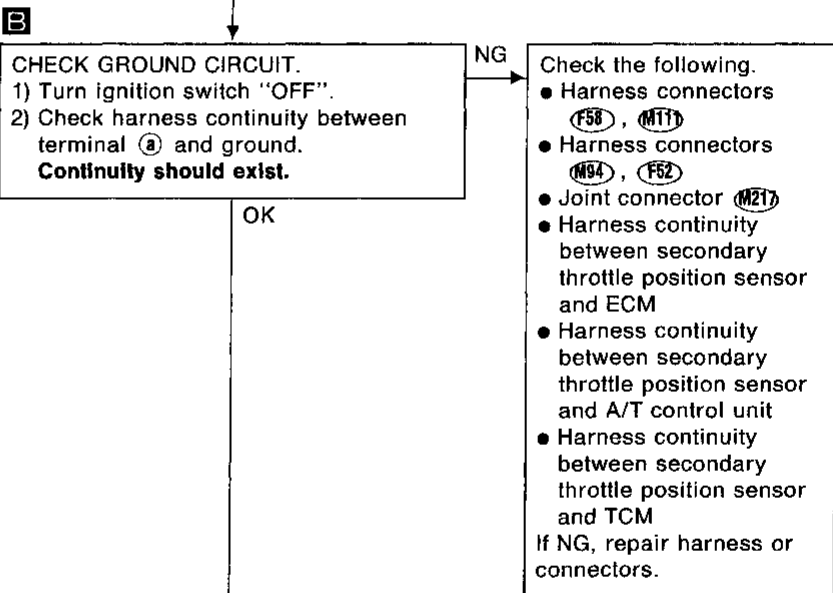 B
CHECK GROUND CIRCUIT.
1) Turn ignition switch "OFF".
2) Check harness continuity between
terminal ⓐ and ground.
Continuity should exist.
NG
OK
Check the following.
● Harness connectors
F58 , M111
● Harness connectors
M94 , F52
● Joint connector M217
● Harness continuity
between secondary
throttle position sensor
and ECM
● Harness continuity
between secondary
throttle position sensor
and A/T control unit
● Harness continuity
between secondary
throttle position sensor
and TCM
If NG, repair harness or
connectors.